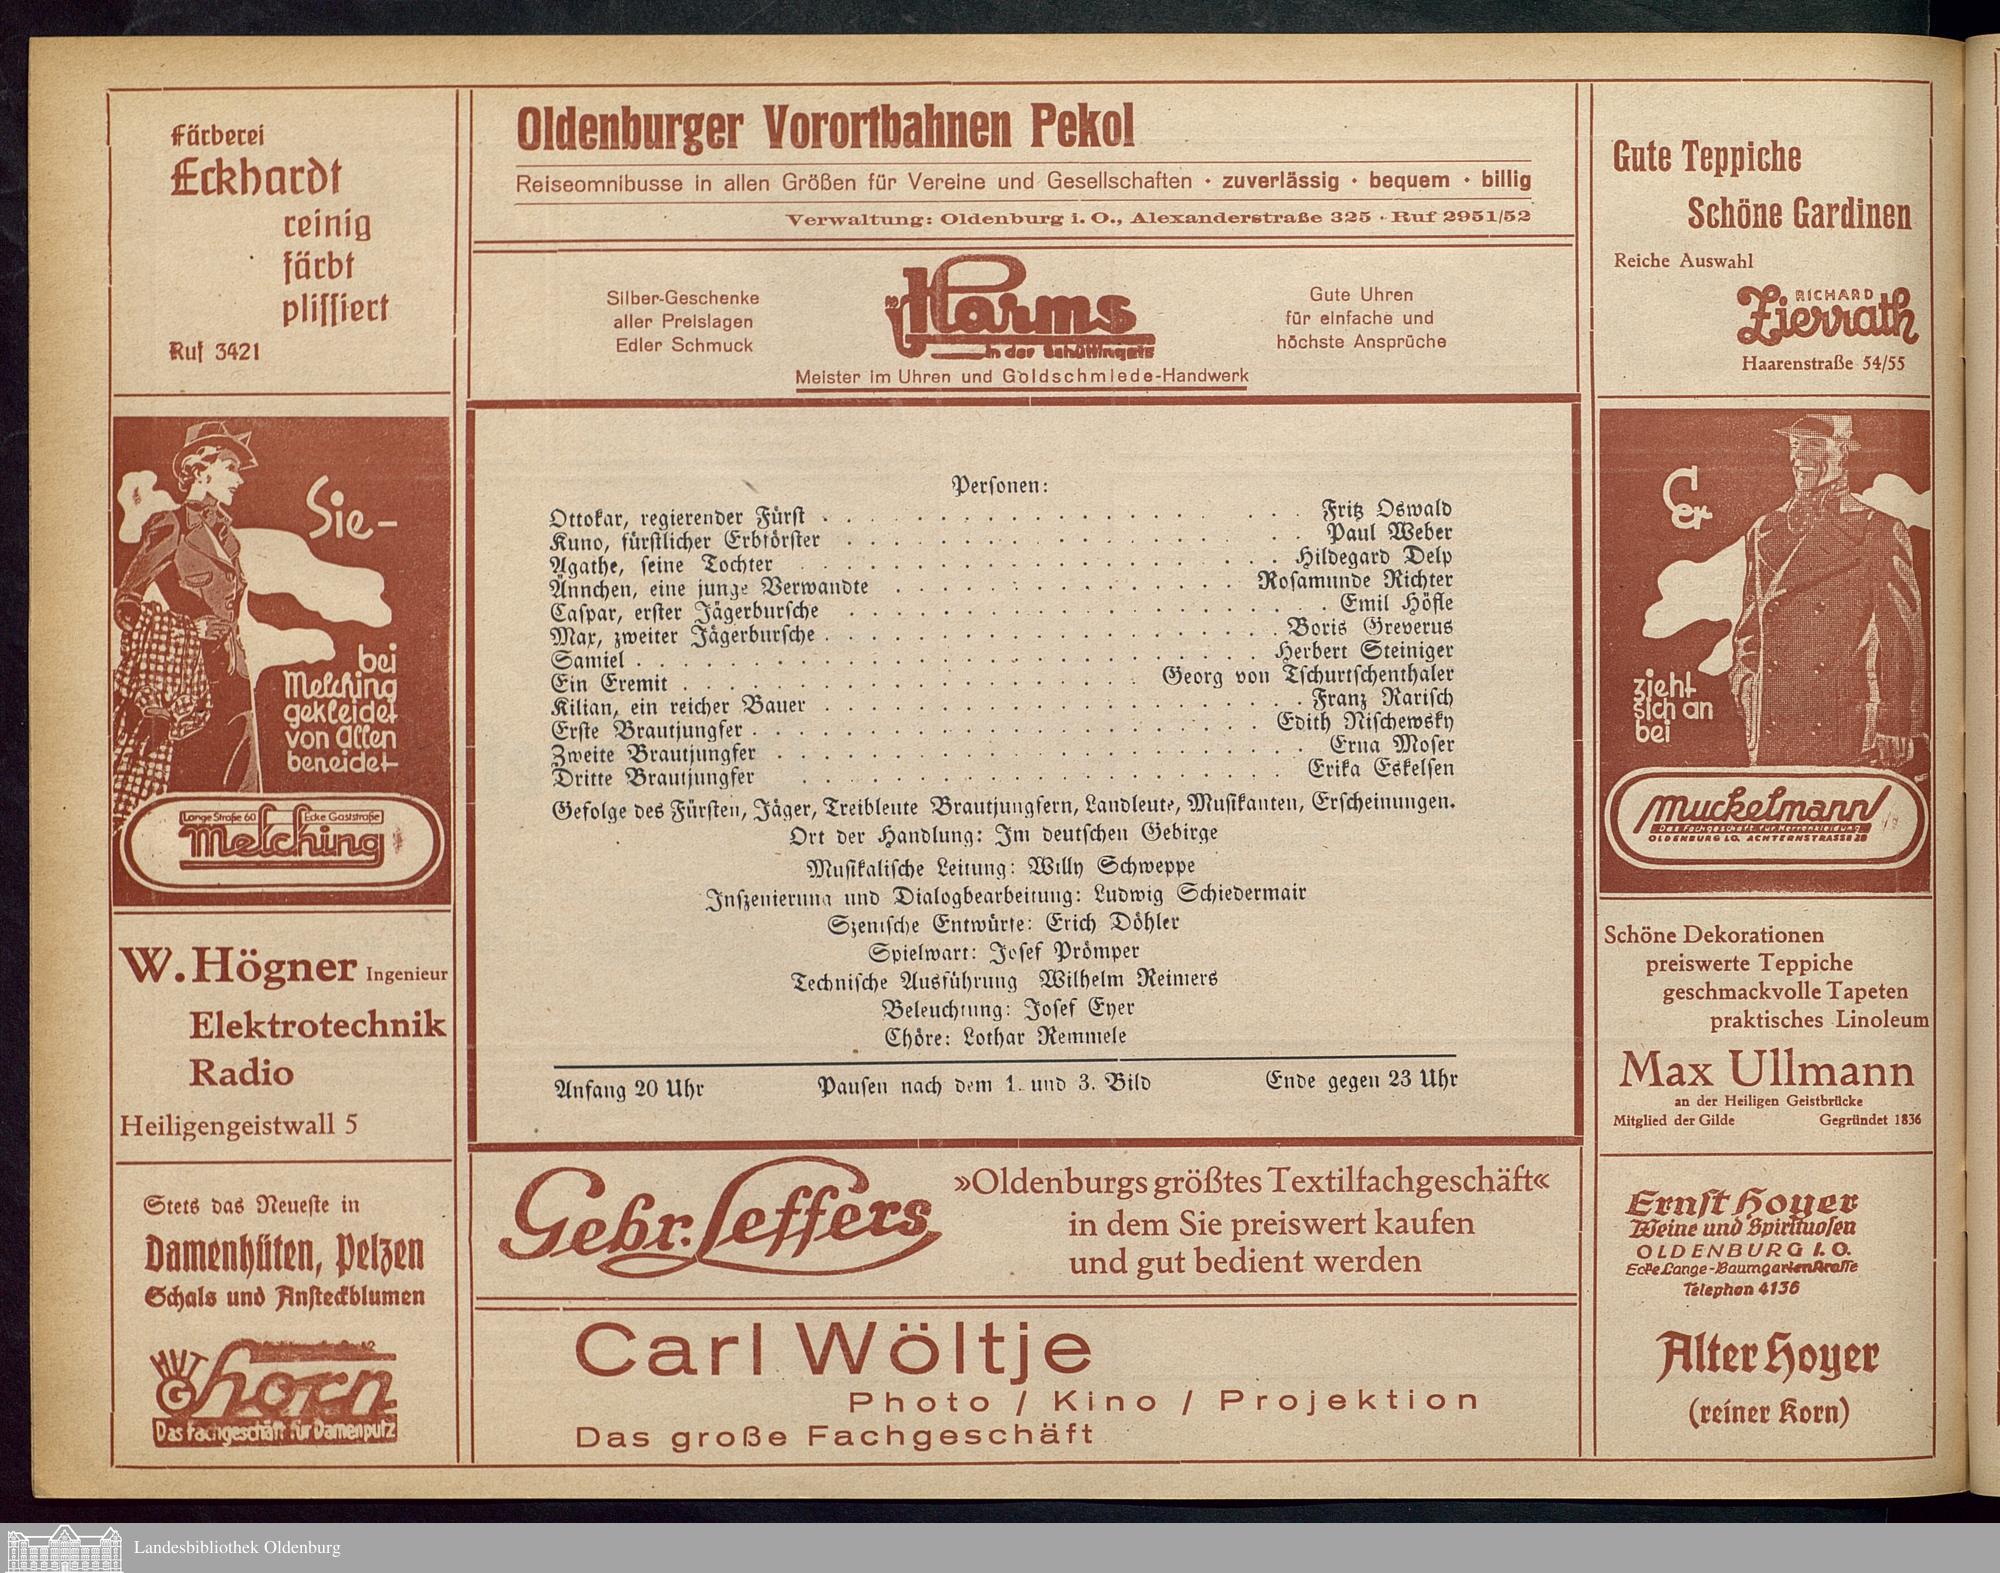 Färberei
Eckhardt
reinig
färbt
plissiert
Ruf 3421
Sie-
bei
Melching
gekleidet
von allen
beneidet
Lange Straße 60 Ecke Gaststraße
Melching
W. Högner Ingenieur
Elektrotechnik
Radio
Heiligengeistwall 5
Stets das Neueste in
Damenhüten, Pelzen
Schals und Ansteckblumen
HUT G horn
Das Fachgeschäft für Damenputz
Oldenburger Vorortbahnen Pekol
Reiseomnibusse in allen Größen für Vereine und Gesellschaften · zuverlässig · bequem · billig
Verwaltung: Oldenburg i. O., Alexanderstraße 325 · Ruf 2951/52
Silber-Geschenke
aller Preislagen
Edler Schmuck
Harms
in der Schüttingstr
Gute Uhren
für einfache und
höchste Ansprüche
Meister im Uhren und Goldschmiede-Handwerk
Personen:
Ottokar, regierender Fürst . . . Fritz Oswald
Kuno, fürstlicher Erbförster . . . Paul Weber
Agathe, seine Tochter . . . Hildegard Delp
Ännchen, eine junge Verwandte . . . Rosamunde Richter
Caspar, erster Jägerbursche . . . Emil Höfle
Max, zweiter Jägerbursche . . . Boris Greverus
Samiel . . . Herbert Steiniger
Ein Eremit . . . Georg von Tschurtschenthaler
Kilian, ein reicher Bauer . . . Franz Rarisch
Erste Brautjungfer . . . Edith Nischewsky
Zweite Brautjungfer . . . Erna Moser
Dritte Brautjungfer . . . Erika Eskelsen
Gefolge des Fürsten, Jäger, Treibleute Brautjungfern, Landleute, Musikanten, Erscheinungen.
Ort der Handlung: Im deutschen Gebirge
Musikalische Leitung: Willy Schweppe
Inszenierung und Dialogbearbeitung: Ludwig Schiedermair
Szenische Entwürfe: Erich Döhler
Spielwart: Josef Prömper
Technische Ausführung Wilhelm Reimers
Beleuchtung: Josef Eyer
Chöre: Lothar Remmele
Anfang 20 Uhr Pausen nach dem 1. und 3. Bild Ende gegen 23 Uhr
Gebr. Leffers
»Oldenburgs größtes Textilfachgeschäft«
in dem Sie preiswert kaufen
und gut bedient werden
Carl Wöltje
Photo / Kino / Projektion
Das große Fachgeschäft
Gute Teppiche
Schöne Gardinen
Reiche Auswahl
RICHARD
Zierrath
Haarenstraße 54/55
Er
zieht
sich an
bei
Muckelmann
Das Fachgeschäft für Herrenkleidung
OLDENBURG I.O. ACHTERNSTRASSE 28
Schöne Dekorationen
preiswerte Teppiche
geschmackvolle Tapeten
praktisches Linoleum
Max Ullmann
an der Heiligen Geistbrücke
Mitglied der Gilde Gegründet 1836
Ernst Hoyer
Weine und Spirituosen
OLDENBURG I. O.
Ecke Lange-Baumgartenstraße
Telephon 4136
Alter Hoyer
(reiner Korn)
Landesbibliothek Oldenburg